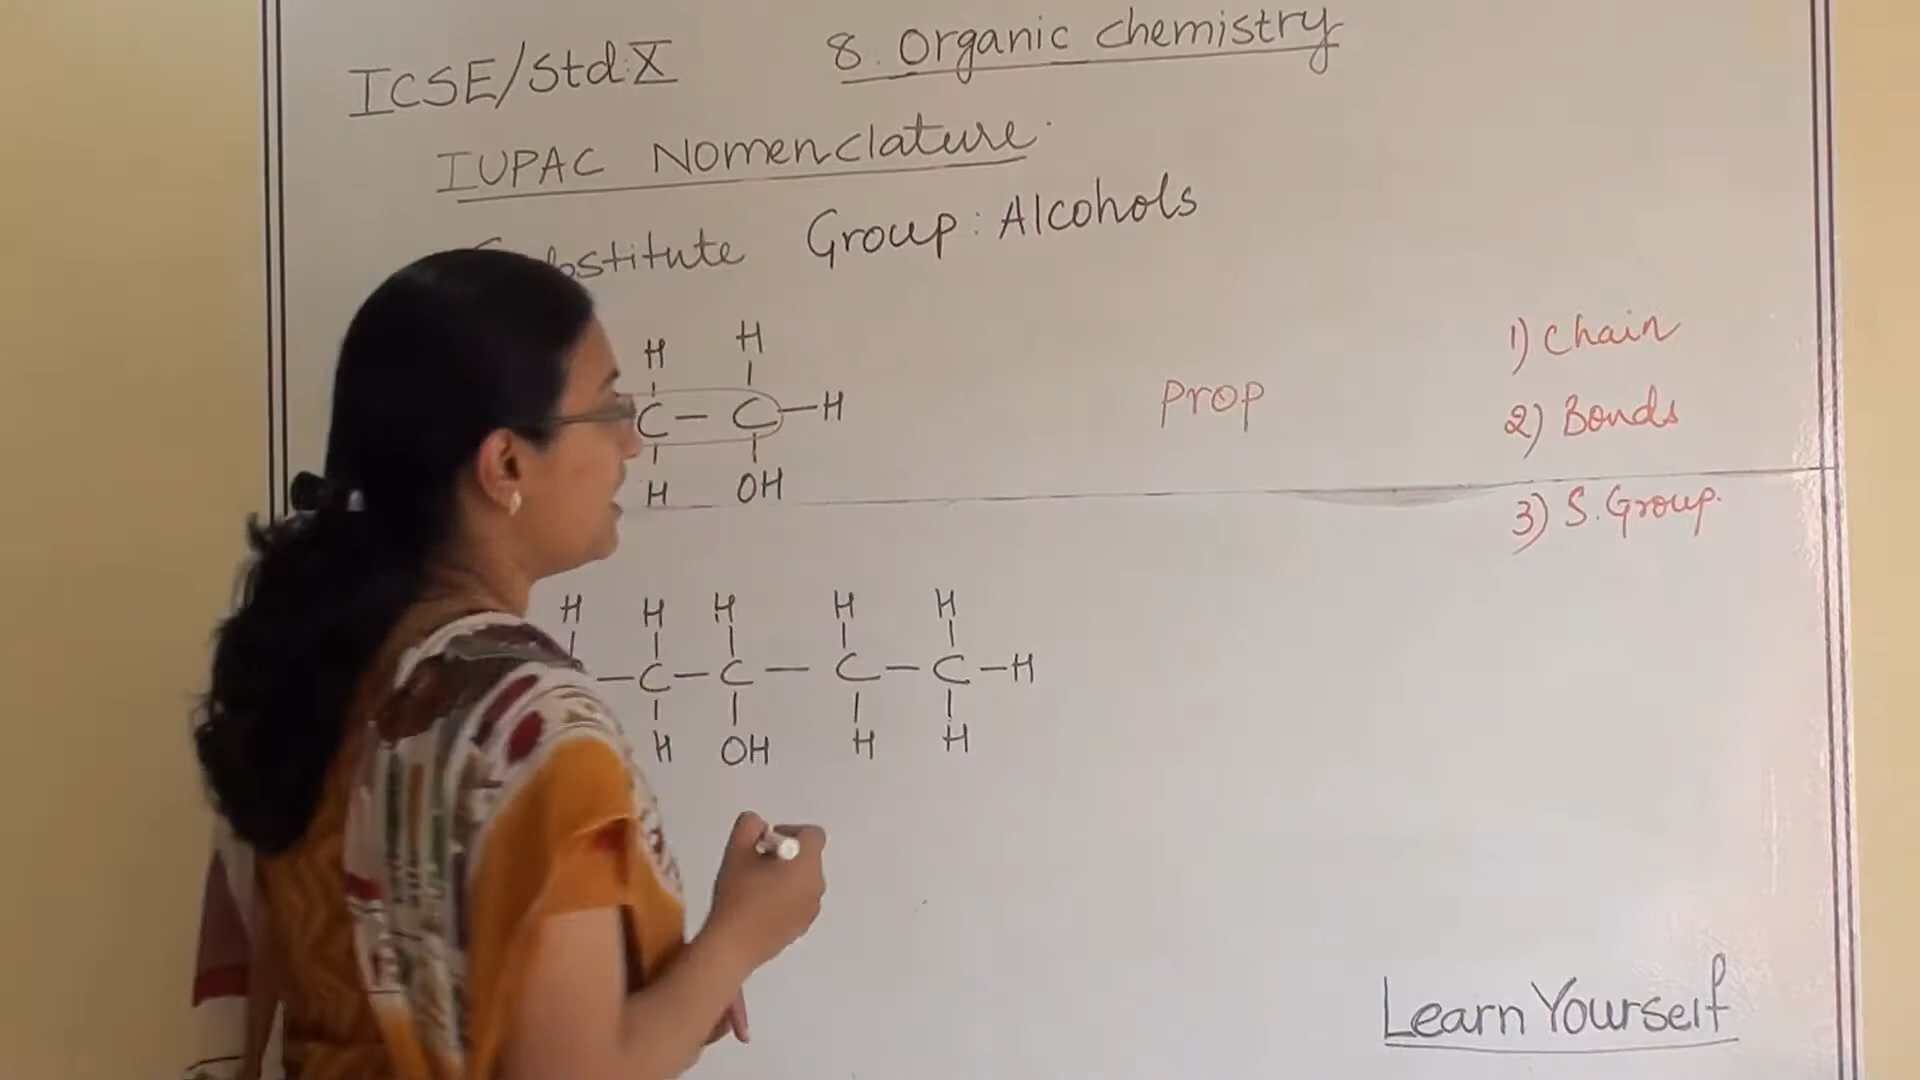 ICSE/Std:X 8. Organic chemistry
IUPAC Nomenclature
Group: Alcohols
H H
C — C — H
H OH
Prop
1) Chain
2) Bonds
3) S. Group.
H H H H H
— C — C — C — C — H
H OH H H
Learn Yourself